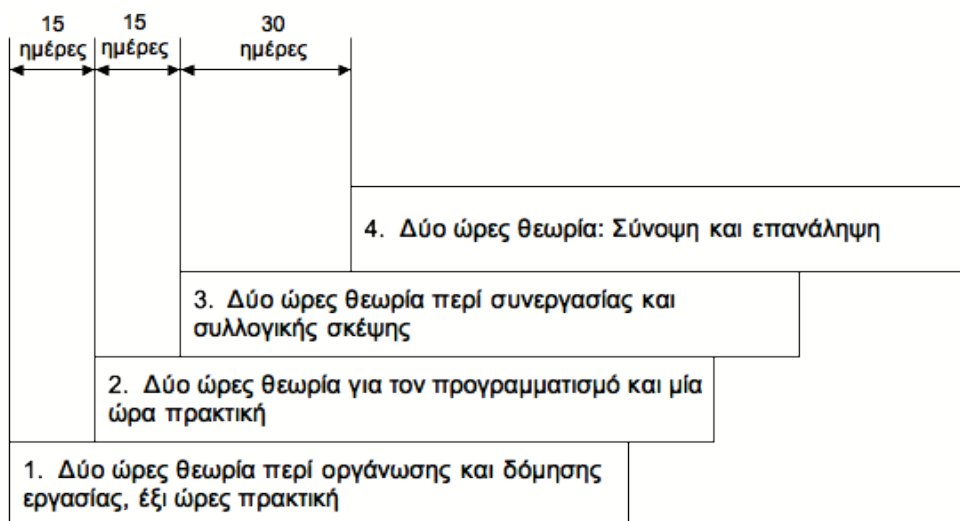 15
ημέρες
15
ημέρες
30
ημέρες
4. Δύο ώρες θεωρία: Σύνοψη και επανάληψη
3. Δύο ώρες θεωρία περί συνεργασίας και
συλλογικής σκέψης
2. Δύο ώρες θεωρία για τον προγραμματισμό και μία
ώρα πρακτική
1. Δύο ώρες θεωρία περί οργάνωσης και δόμησης
εργασίας, έξι ώρες πρακτική